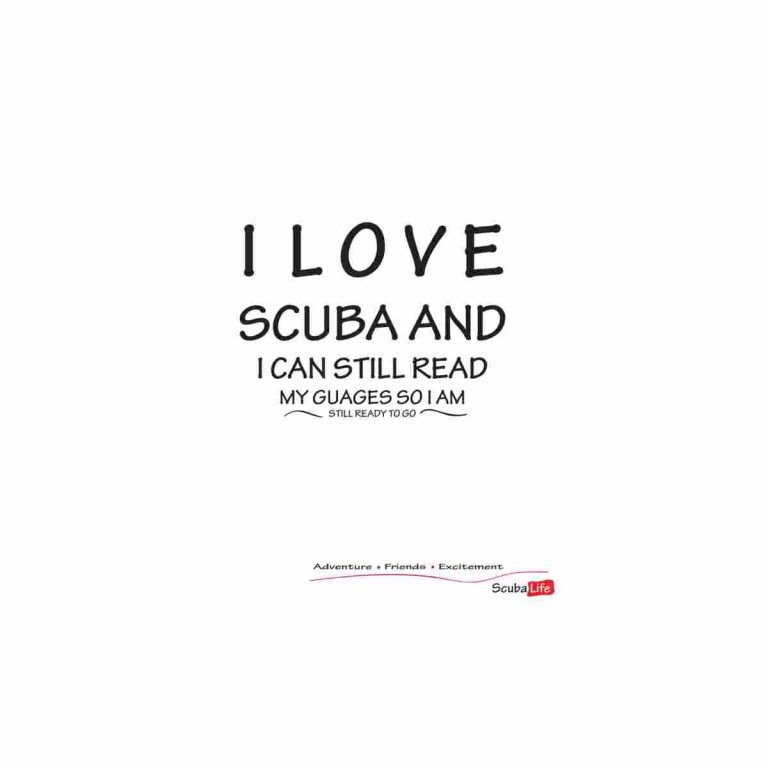 I LOVE
SCUBA AND
I CAN STILL READ
MY GUAGES SO I AM
STILL READY TO GO
Adventure • Friends • Excitement
ScubaLife